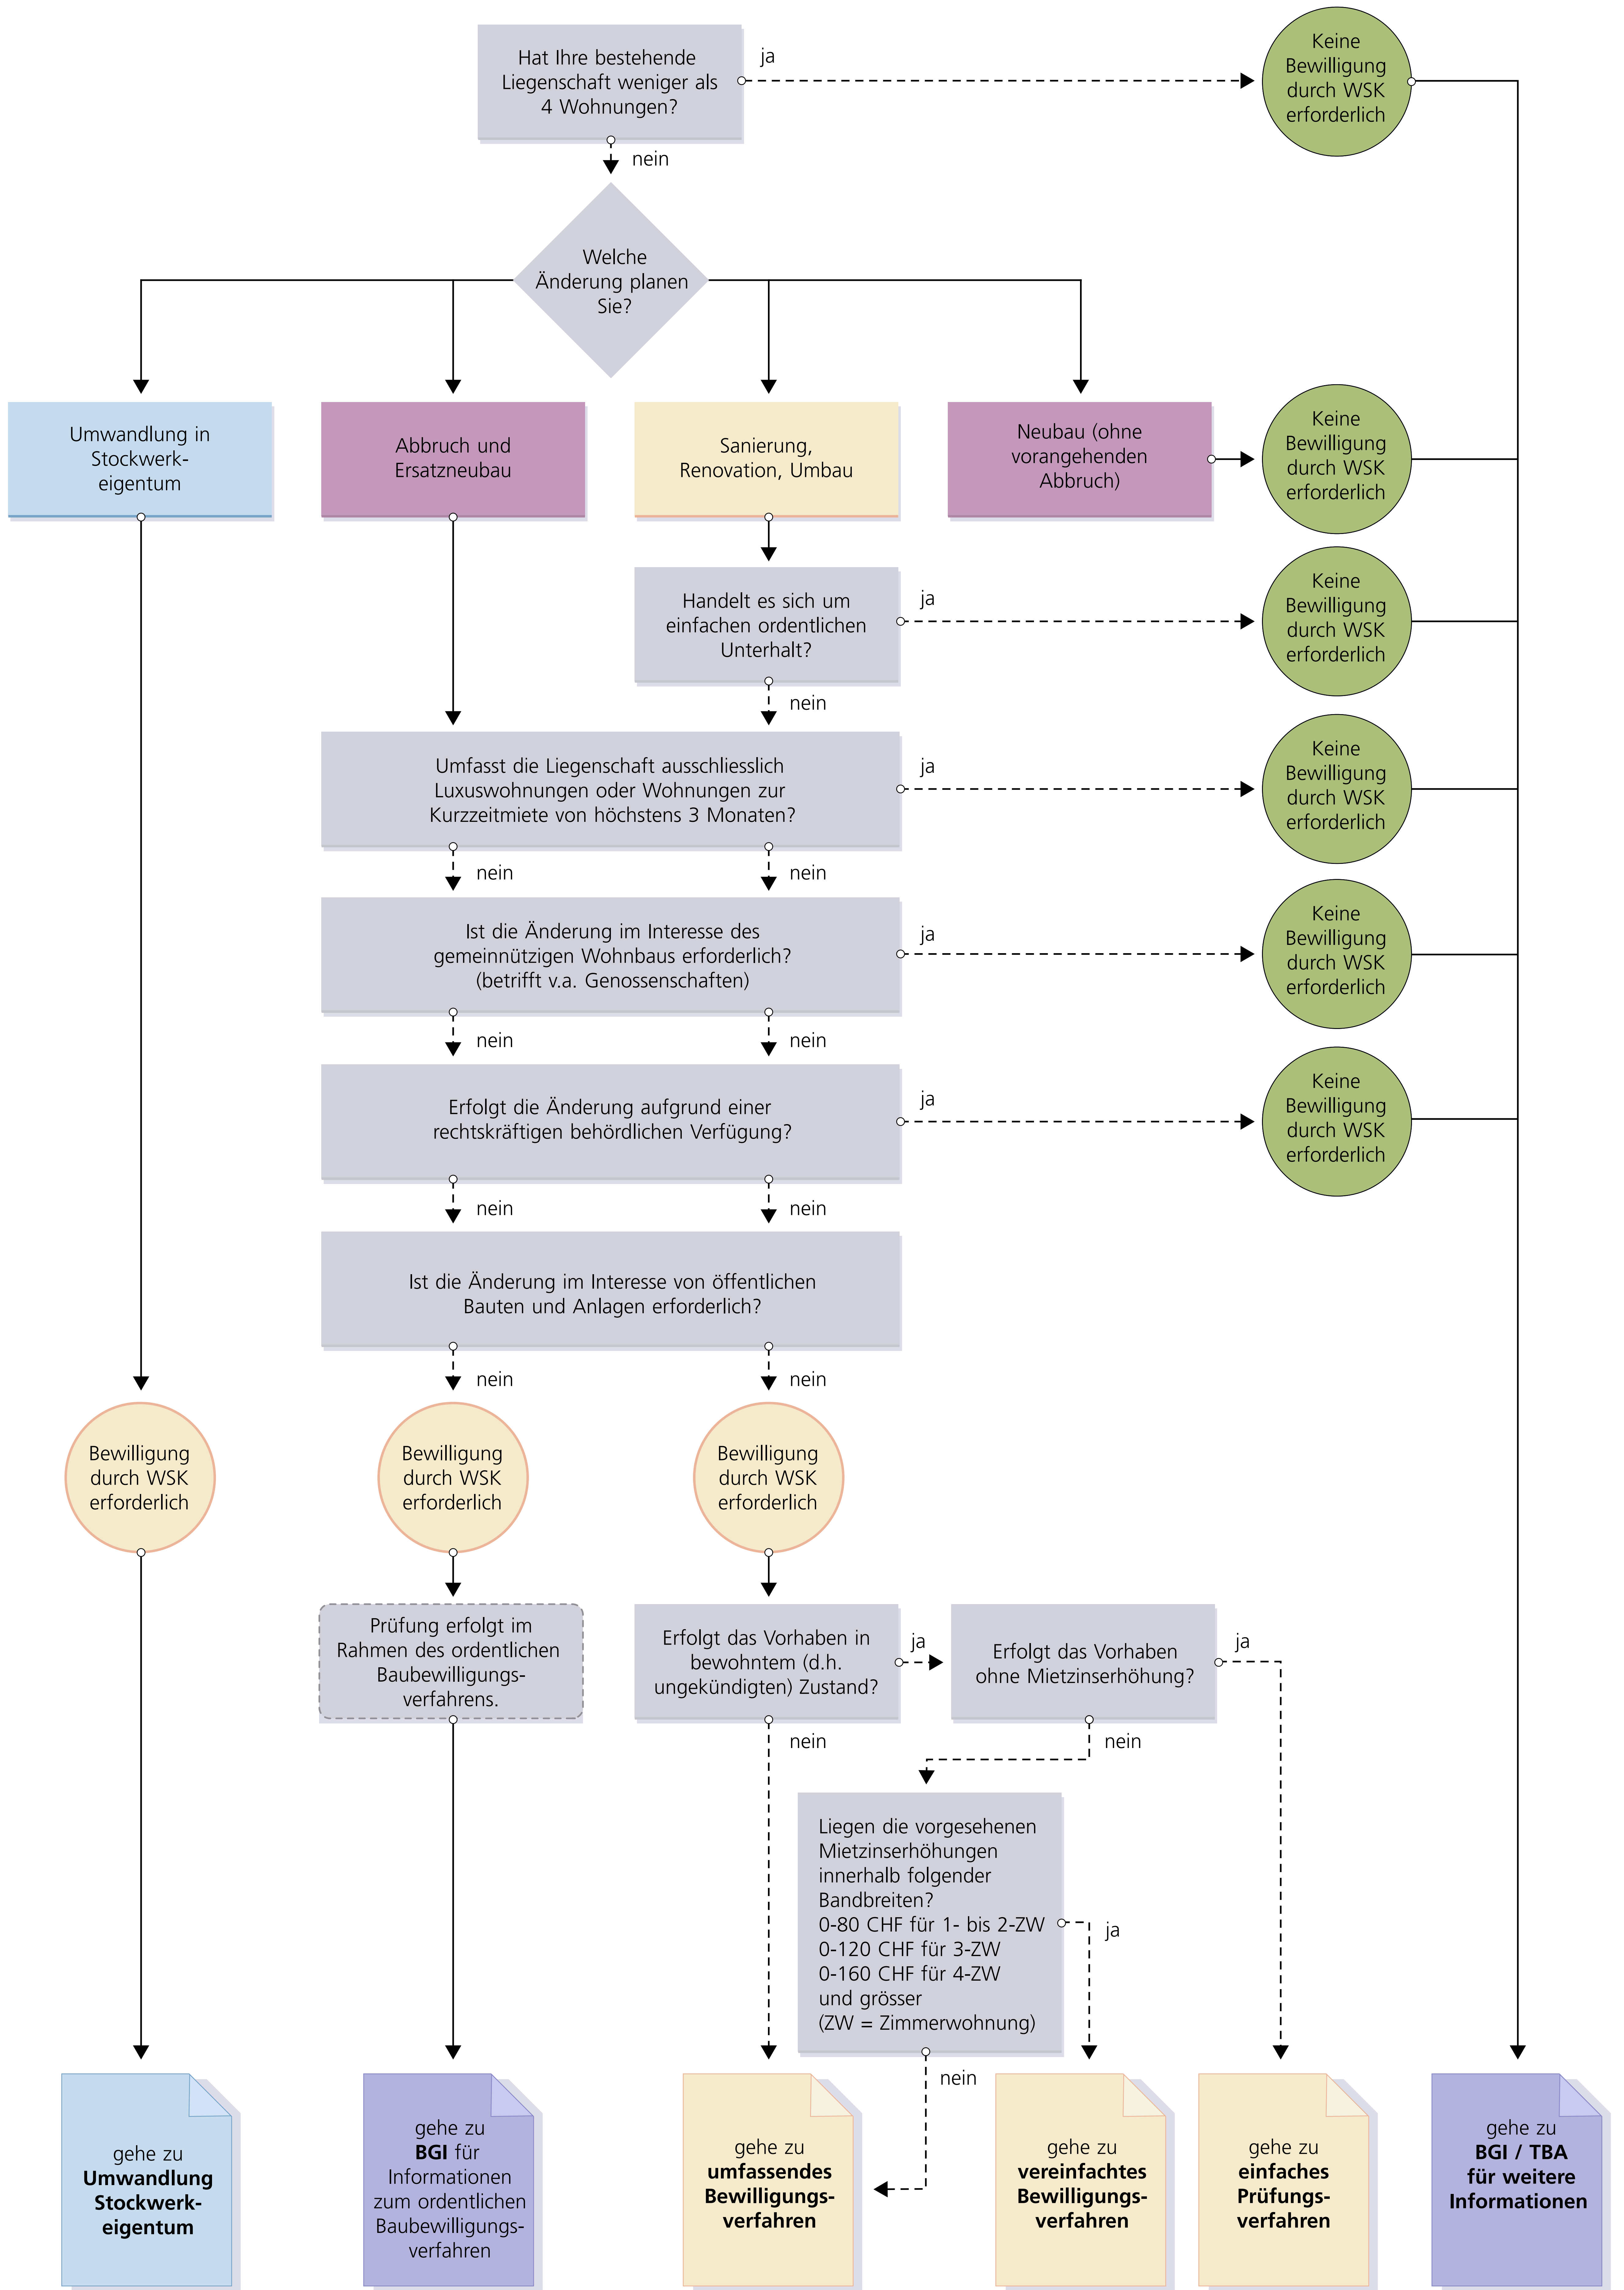 Hat Ihre bestehende
Liegenschaft weniger als
4 Wohnungen?
ja
Keine
Bewilligung
durch WSK
erforderlich
nein
Welche
Änderung planen
Sie?
Umwandlung in
Stockwerk-
eigentum
Abbruch und
Ersatzneubau
Sanierung,
Renovation, Umbau
Neubau (ohne
vorangehenden
Abbruch)
Keine
Bewilligung
durch WSK
erforderlich
Handelt es sich um
einfachen ordentlichen
Unterhalt?
ja
Keine
Bewilligung
durch WSK
erforderlich
nein
Umfasst die Liegenschaft ausschliesslich
Luxuswohnungen oder Wohnungen zur
Kurzzeitmiete von höchstens 3 Monaten?
ja
Keine
Bewilligung
durch WSK
erforderlich
nein
nein
Ist die Änderung im Interesse des
gemeinnützigen Wohnbaus erforderlich?
(betrifft v.a. Genossenschaften)
ja
Keine
Bewilligung
durch WSK
erforderlich
nein
nein
Erfolgt die Änderung aufgrund einer
rechtskräftigen behördlichen Verfügung?
ja
Keine
Bewilligung
durch WSK
erforderlich
nein
nein
Ist die Änderung im Interesse von öffentlichen
Bauten und Anlagen erforderlich?
nein
nein
Bewilligung
durch WSK
erforderlich
Bewilligung
durch WSK
erforderlich
Bewilligung
durch WSK
erforderlich
Prüfung erfolgt im
Rahmen des ordentlichen
Baubewilligungs-
verfahrens.
Erfolgt das Vorhaben in
bewohntem (d.h.
ungekündigten) Zustand?
ja
Erfolgt das Vorhaben
ohne Mietzinserhöhung?
ja
nein
nein
Liegen die vorgesehenen
Mietzinserhöhungen
innerhalb folgender
Bandbreiten?
0-80 CHF für 1- bis 2-ZW
0-120 CHF für 3-ZW
0-160 CHF für 4-ZW
und grösser
(ZW = Zimmerwohnung)
ja
nein
gehe zu
Umwandlung
Stockwerk-
eigentum
gehe zu
BGI für
Informationen
zum ordentlichen
Baubewilligungs-
verfahren
gehe zu
umfassendes
Bewilligungs-
verfahren
gehe zu
vereinfachtes
Bewilligungs-
verfahren
gehe zu
einfaches
Prüfungs-
verfahren
gehe zu
BGI / TBA
für weitere
Informationen